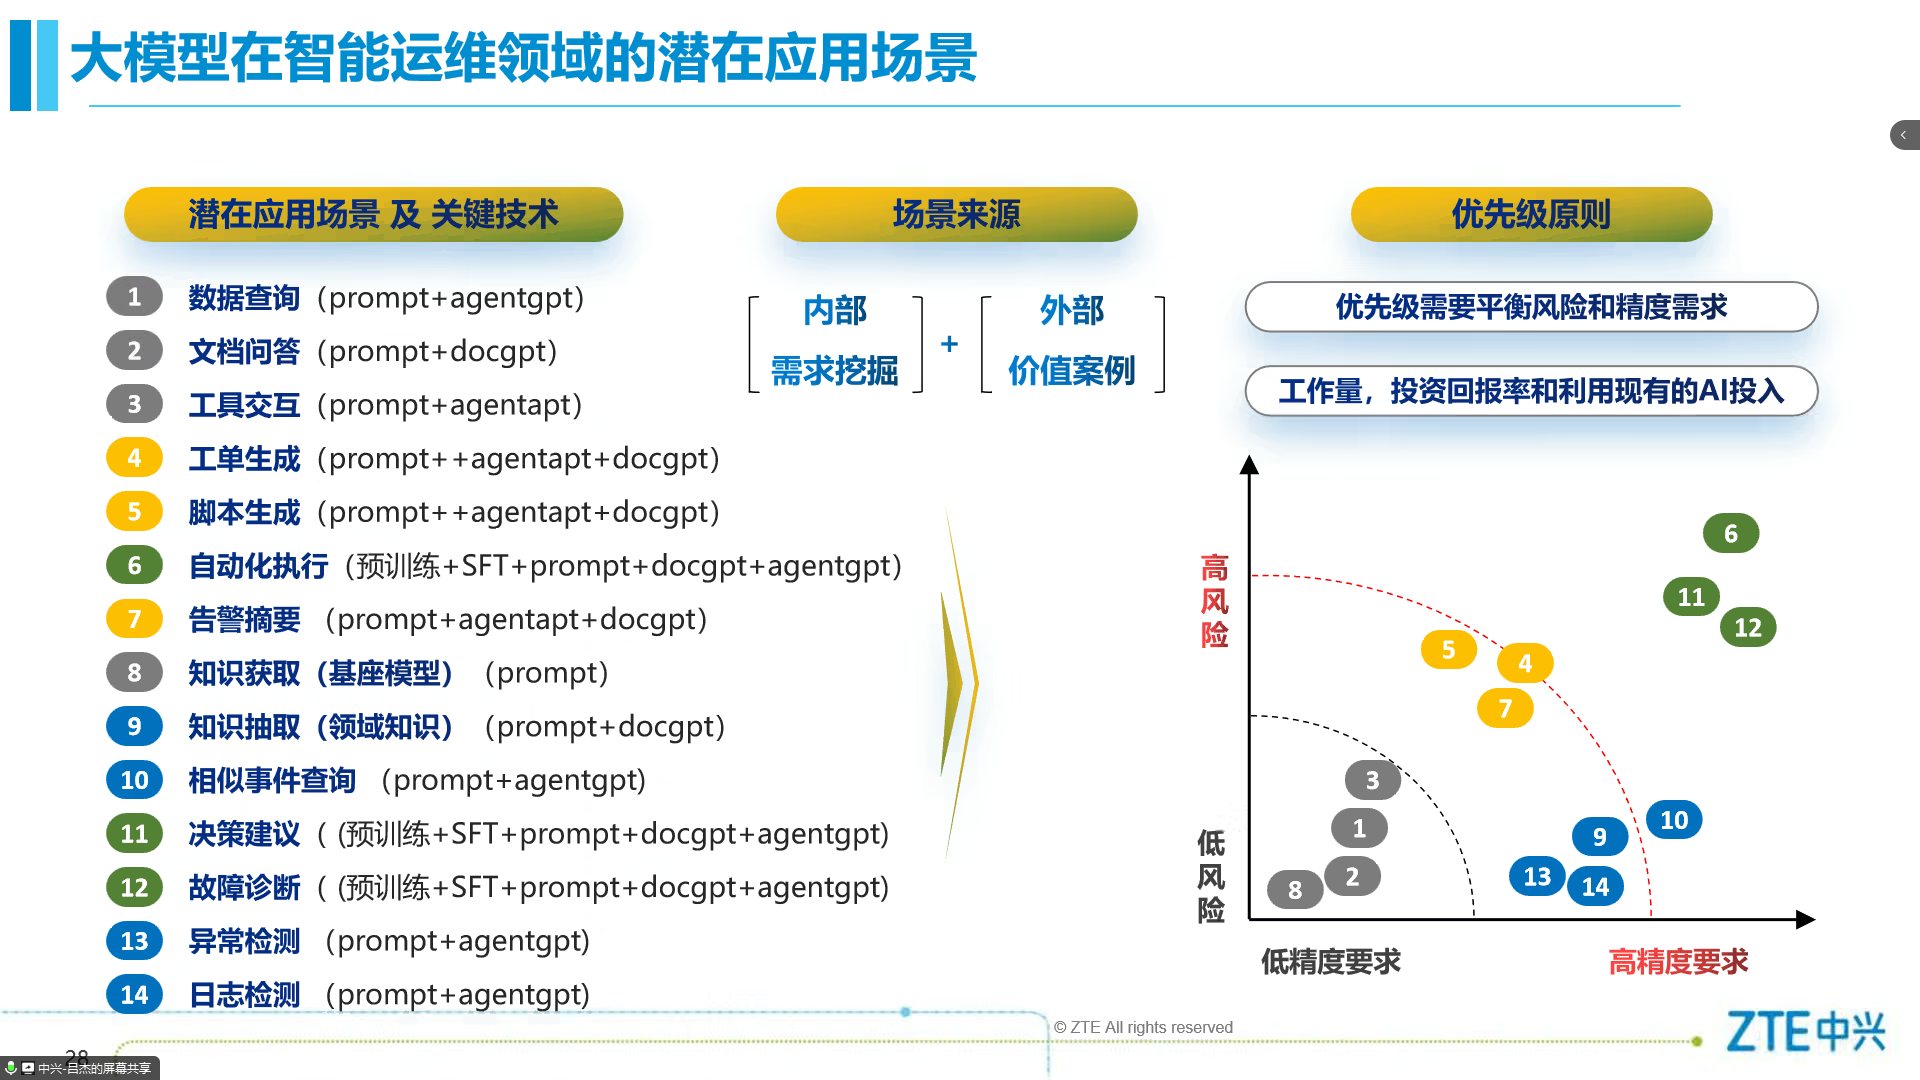 大模型在智能运维领域的潜在应用场景
潜在应用场景 及 关键技术
1 数据查询（prompt+agentgpt）
2 文档问答（prompt+docgpt）
3 工具交互（prompt+agentapt）
4 工单生成（prompt++agentapt+docgpt）
5 脚本生成（prompt++agentapt+docgpt）
6 自动化执行（预训练+SFT+prompt+docgpt+agentgpt）
7 告警摘要 （prompt+agentapt+docgpt）
8 知识获取（基座模型）（prompt）
9 知识抽取（领域知识）（prompt+docgpt）
10 相似事件查询 （prompt+agentgpt)
11 决策建议（ (预训练+SFT+prompt+docgpt+agentgpt)
12 故障诊断（ (预训练+SFT+prompt+docgpt+agentgpt)
13 异常检测 （prompt+agentgpt)
14 日志检测 （prompt+agentgpt)
场景来源
内部
需求挖掘
+
外部
价值案例
优先级原则
优先级需要平衡风险和精度需求
工作量，投资回报率和利用现有的AI投入
高风险
低风险
6
11
12
5
4
7
3
1
2
8
10
9
13
14
低精度要求
高精度要求
© ZTE All rights reserved
ZTE中兴
28
中兴-吕杰的屏幕共享